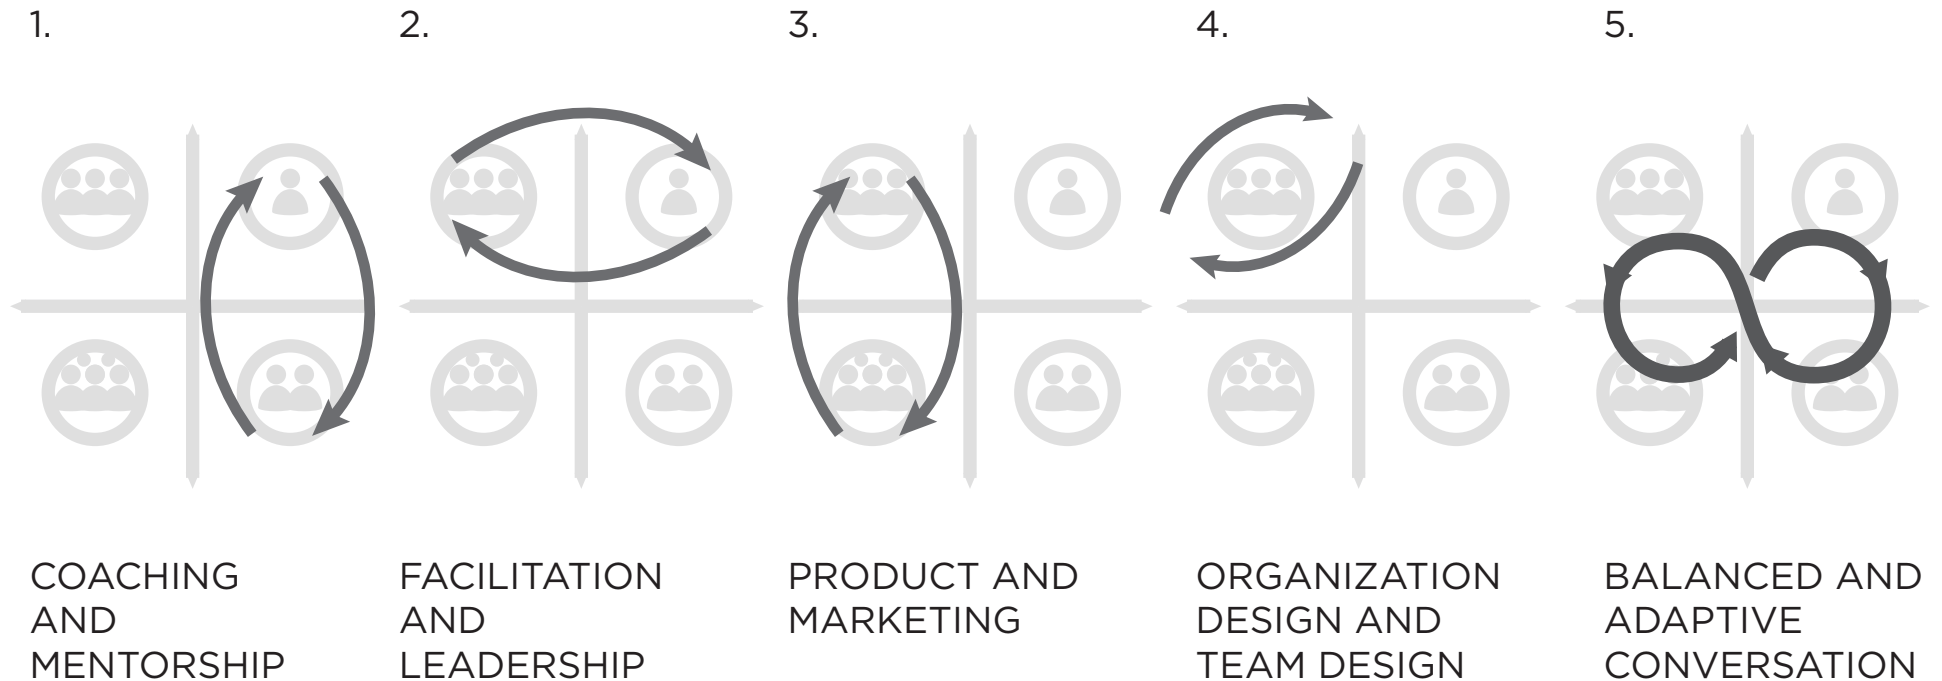 1.
2.
3.
4.
5.
COACHING
AND
MENTORSHIP
FACILITATION
AND
LEADERSHIP
PRODUCT AND
MARKETING
ORGANIZATION
DESIGN AND
TEAM DESIGN
BALANCED AND
ADAPTIVE
CONVERSATION